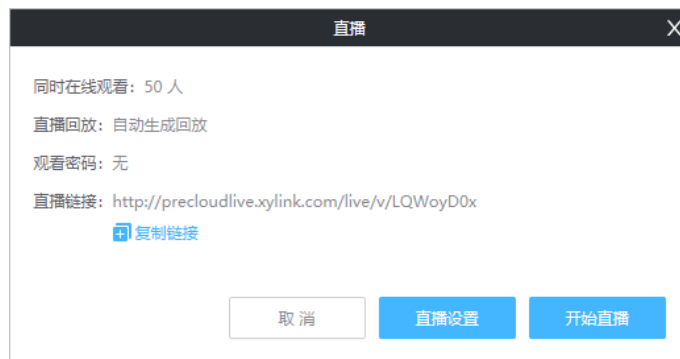 直播
同时在线观看：50 人
直播回放：自动生成回放
观看密码：无
直播链接：http://precloudlive.xylink.com/live/v/LQWoyD0x
复制链接
取 消
直播设置
开始直播